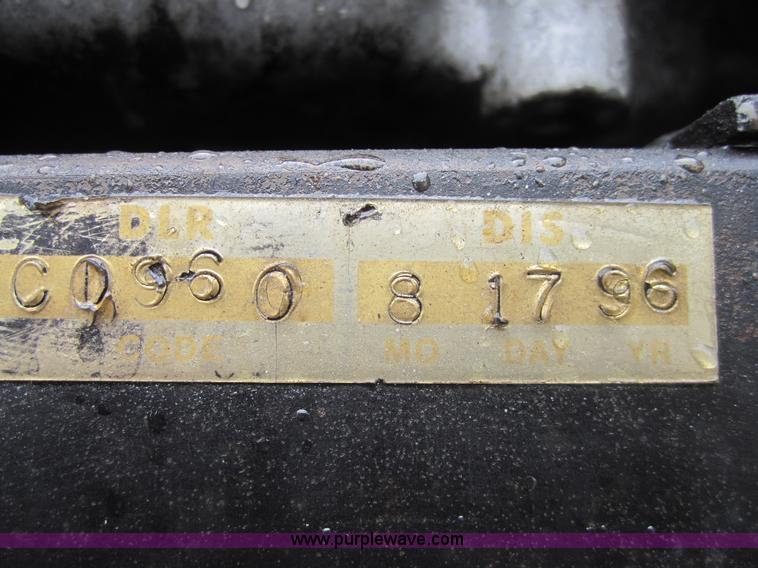 DLR DIS
C0960 8 17 96
CODE MO DAY YR
www.purplewave.com